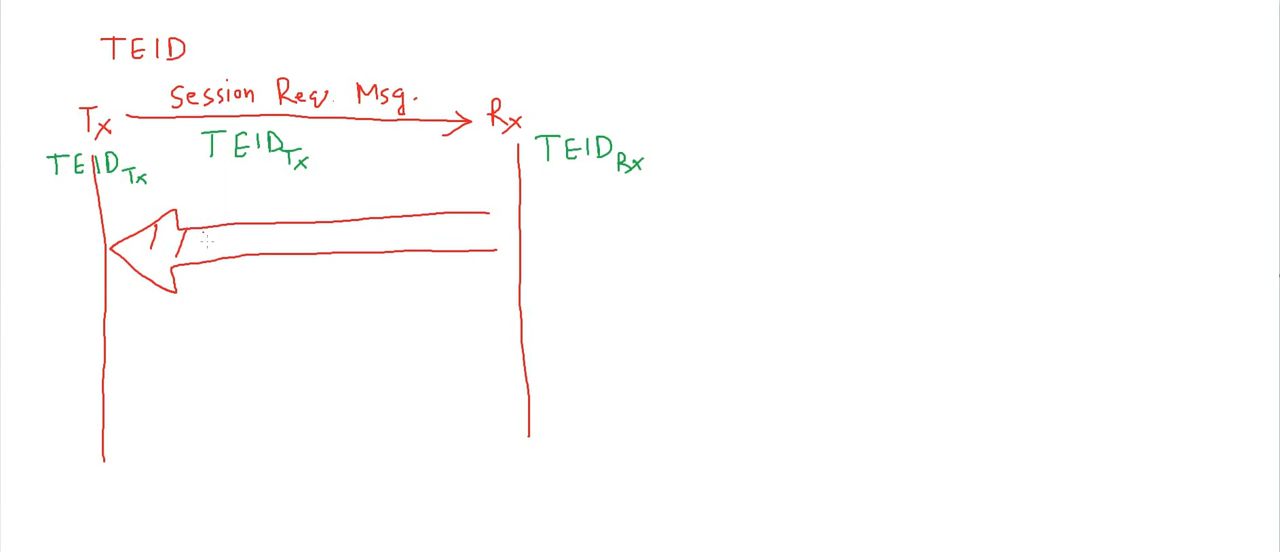 TEID
Session Req. Msg.
Tx
Rx
TEIDTx
TEIDTx
TEIDRx